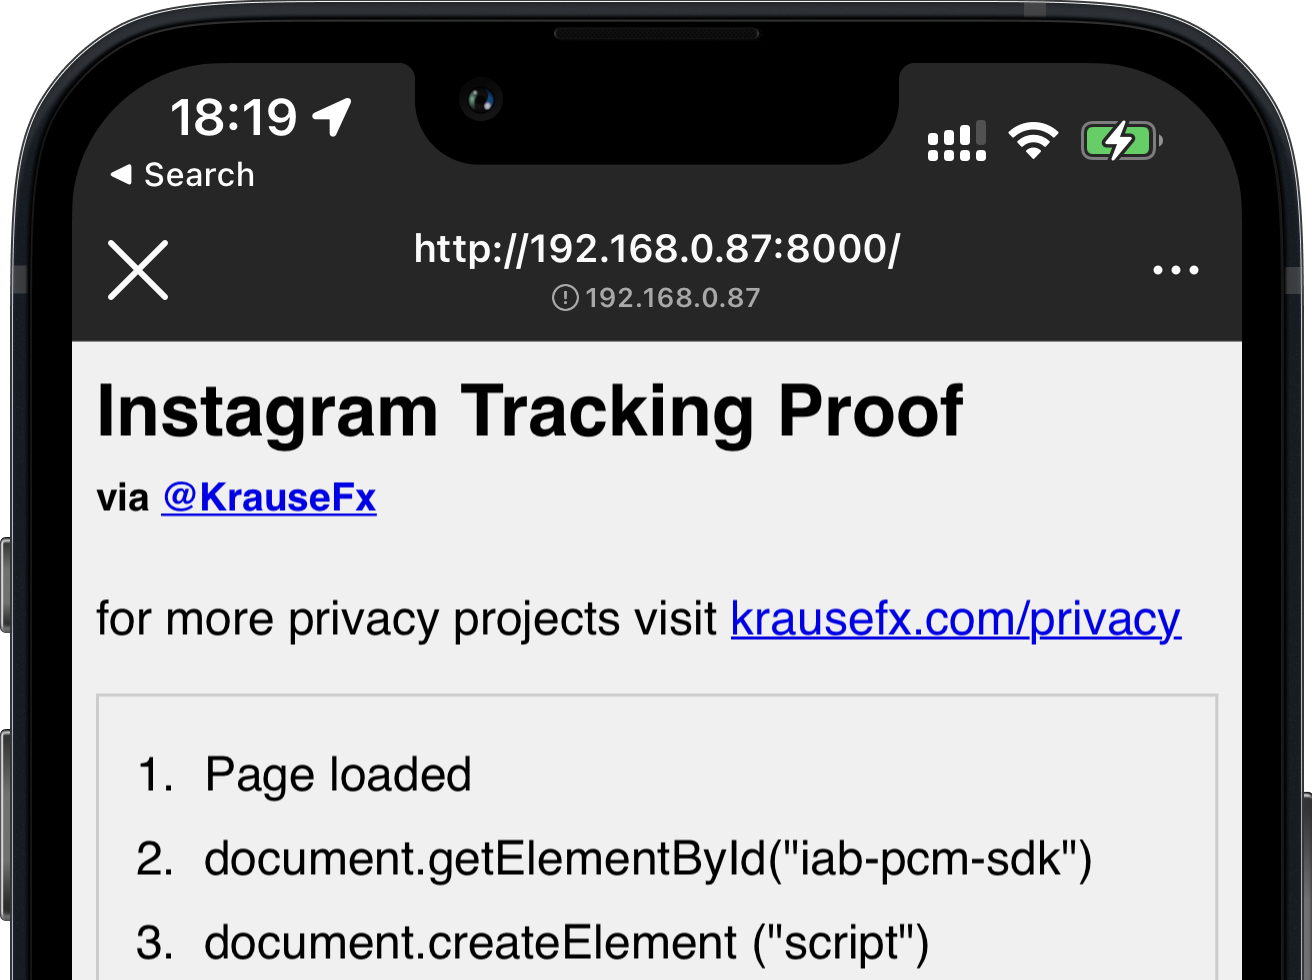 18:19
◀ Search
http://192.168.0.87:8000/
192.168.0.87
Instagram Tracking Proof
via @KrauseFx
for more privacy projects visit krausefx.com/privacy
1. Page loaded
2. document.getElementById("iab-pcm-sdk")
3. document.createElement ("script")